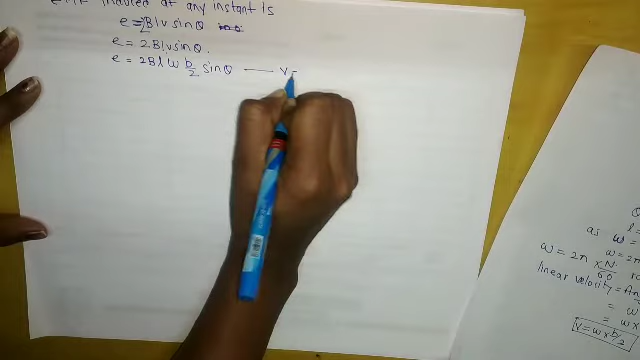 EMF induced at any instant is
e = 2Blv sinθ
e = 2Blv sinθ.
e = 2Blω b/2 sinθ —— v =
as ω =
ω = 2π
ω = 2π × N/60
linear velocity = Ang
= ω
= ω ×
V = ω × b/2